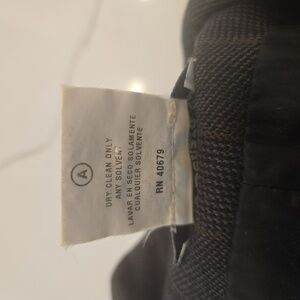 A
DRY CLEAN ONLY
ANY SOLVENT
LAVAR EN SECO SOLAMENTE
CUALQUIER SOLVENTE
RN 40679